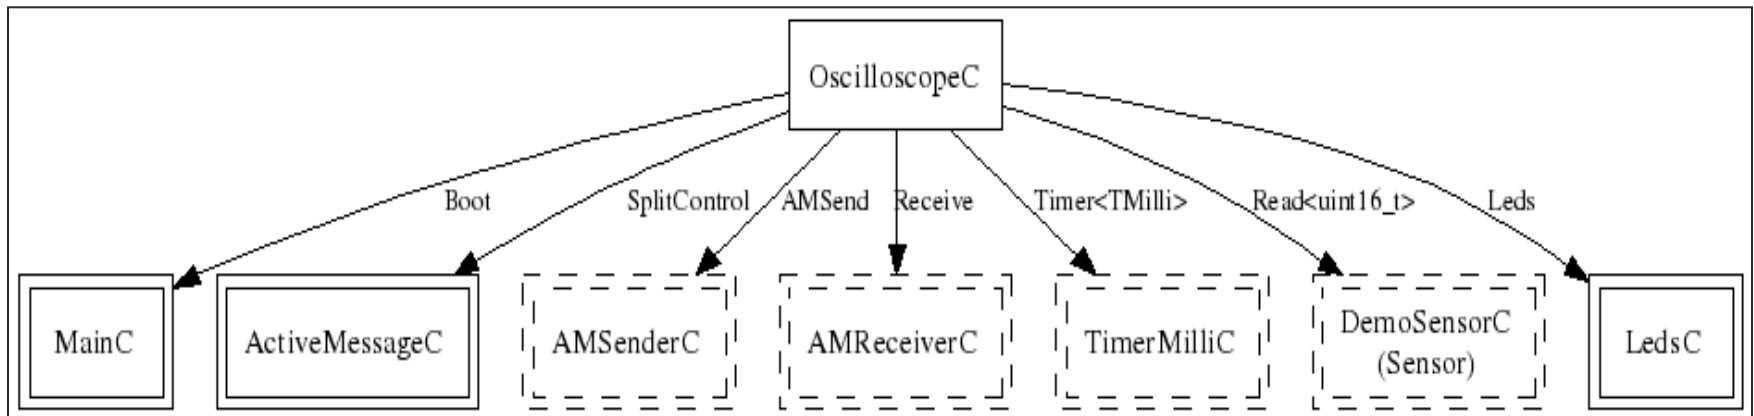 OscilloscopeC
Boot
SplitControl
AMSend
Receive
Timer<TMilli>
Read<uint16_t>
Leds
MainC
ActiveMessageC
AMSenderC
AMReceiverC
TimerMilliC
DemoSensorC
(Sensor)
LedsC